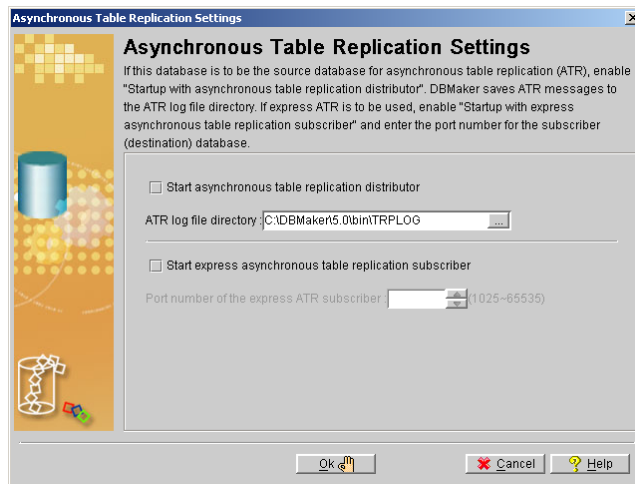 Asynchronous Table Replication Settings
Asynchronous Table Replication Settings
If this database is to be the source database for asynchronous table replication (ATR), enable
"Startup with asynchronous table replication distributor". DBMaker saves ATR messages to
the ATR log file directory. If express ATR is to be used, enable "Startup with express
asynchronous table replication subscriber" and enter the port number for the subscriber
(destination) database.
Start asynchronous table replication distributor
ATR log file directory : C:\DBMaker\5.0\bin\TRPLOG ...
Start express asynchronous table replication subscriber
Port number of the express ATR subscriber : (1025~65535)
Ok Cancel Help